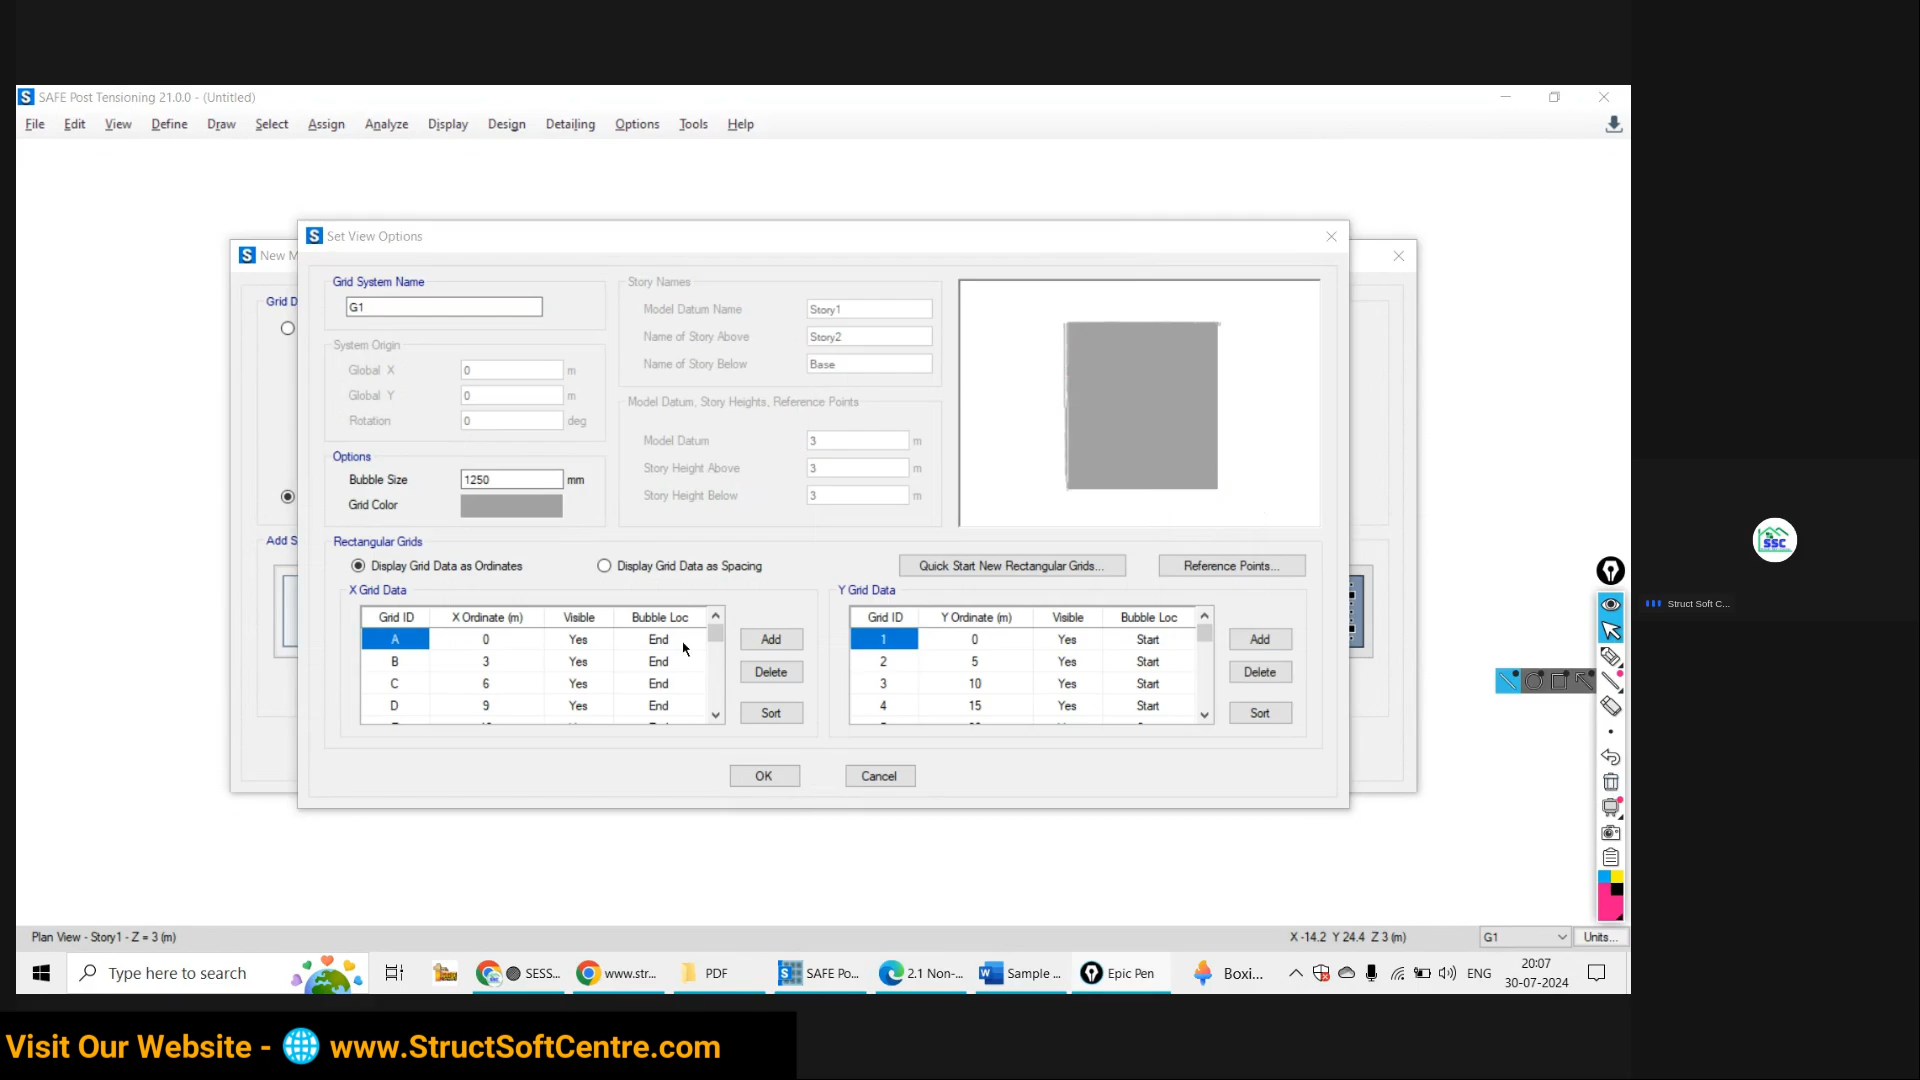 SAFE Post Tensioning 21.0.0 - (Untitled)
File Edit View Define Draw Select Assign Analyze Display Design Detailing Options Tools Help
New M
Set View Options
Grid D
Add S
Grid System Name
G1
System Origin
Global X 0 m
Global Y 0 m
Rotation 0 deg
Options
Bubble Size 1250 mm
Grid Color
Story Names
Model Datum Name Story1
Name of Story Above Story2
Name of Story Below Base
Model Datum, Story Heights, Reference Points
Model Datum 3 m
Story Height Above 3 m
Story Height Below 3 m
Rectangular Grids
Display Grid Data as Ordinates Display Grid Data as Spacing Quick Start New Rectangular Grids... Reference Points...
X Grid Data
Grid ID X Ordinate (m) Visible Bubble Loc
A 0 Yes End
B 3 Yes End
C 6 Yes End
D 9 Yes End
Add
Delete
Sort
Y Grid Data
Grid ID Y Ordinate (m) Visible Bubble Loc
1 0 Yes Start
2 5 Yes Start
3 10 Yes Start
4 15 Yes Start
Add
Delete
Sort
OK Cancel
SSC
Struct Soft C...
Plan View - Story1 - Z = 3 (m) X -14.2 Y 24.4 Z 3 (m) G1 Units...
Type here to search SESS... www.str... PDF SAFE Po... 2.1 Non-... Sample ... Epic Pen Boxi... ENG 20:07
30-07-2024
Visit Our Website - www.StructSoftCentre.com